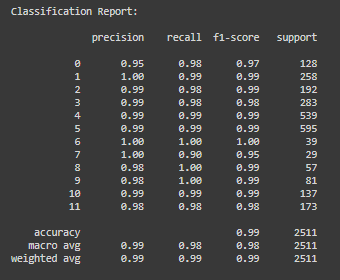 Classification Report:
precision recall f1-score support
0 0.95 0.98 0.97 128
1 1.00 0.99 0.99 258
2 0.99 0.98 0.98 192
3 0.99 0.98 0.98 283
4 0.99 0.99 0.99 539
5 0.99 0.99 0.99 595
6 1.00 1.00 1.00 39
7 1.00 0.90 0.95 29
8 0.98 1.00 0.99 57
9 0.98 1.00 0.99 81
10 0.99 0.99 0.99 137
11 0.98 0.98 0.98 173
accuracy 0.99 2511
macro avg 0.99 0.98 0.98 2511
weighted avg 0.99 0.99 0.99 2511